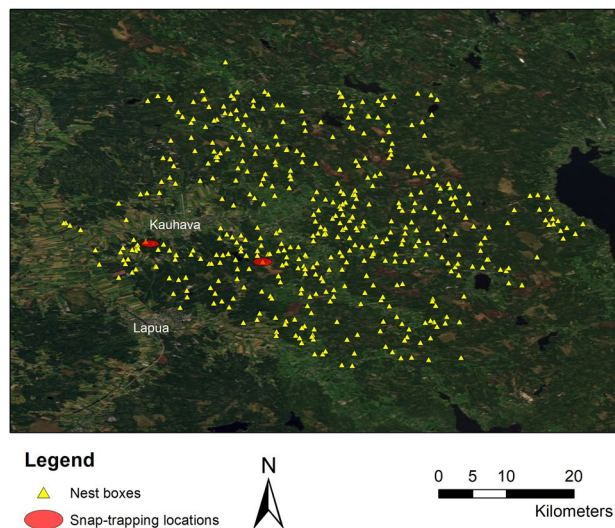 Kauhava
Lapua
Legend
Nest boxes
Snap-trapping locations
N
0 5 10 20
Kilometers